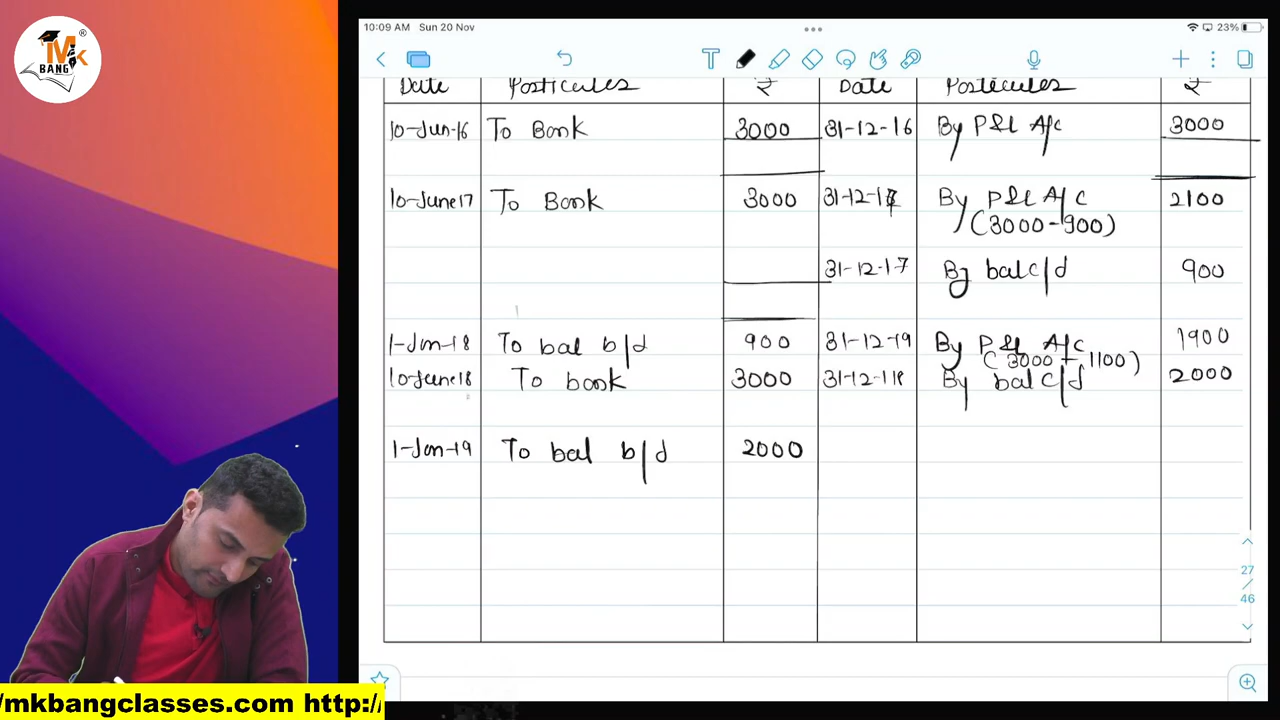 10:09 AM Sun 20 Nov
23%
MK
BANG
®
T
Date Particulars ₹ Date Particulars ₹
10-Jun-16 To Bank 3000 31-12-16 By P&L A/c 3000
10-June17 To Bank 3000 31-12-17 By P&L A/C 2100
(3000-900)
31-12-17 By bal c/d 900
1-Jan-18 To bal b/d 900 31-12-19 By P&L A/c 1900
(3000 + 1100)
10-June18 To bank 3000 31-12-118 By bal c/d 2000
1-Jan-19 To bal b/d 2000
27
/
46
/mkbangclasses.com http:/